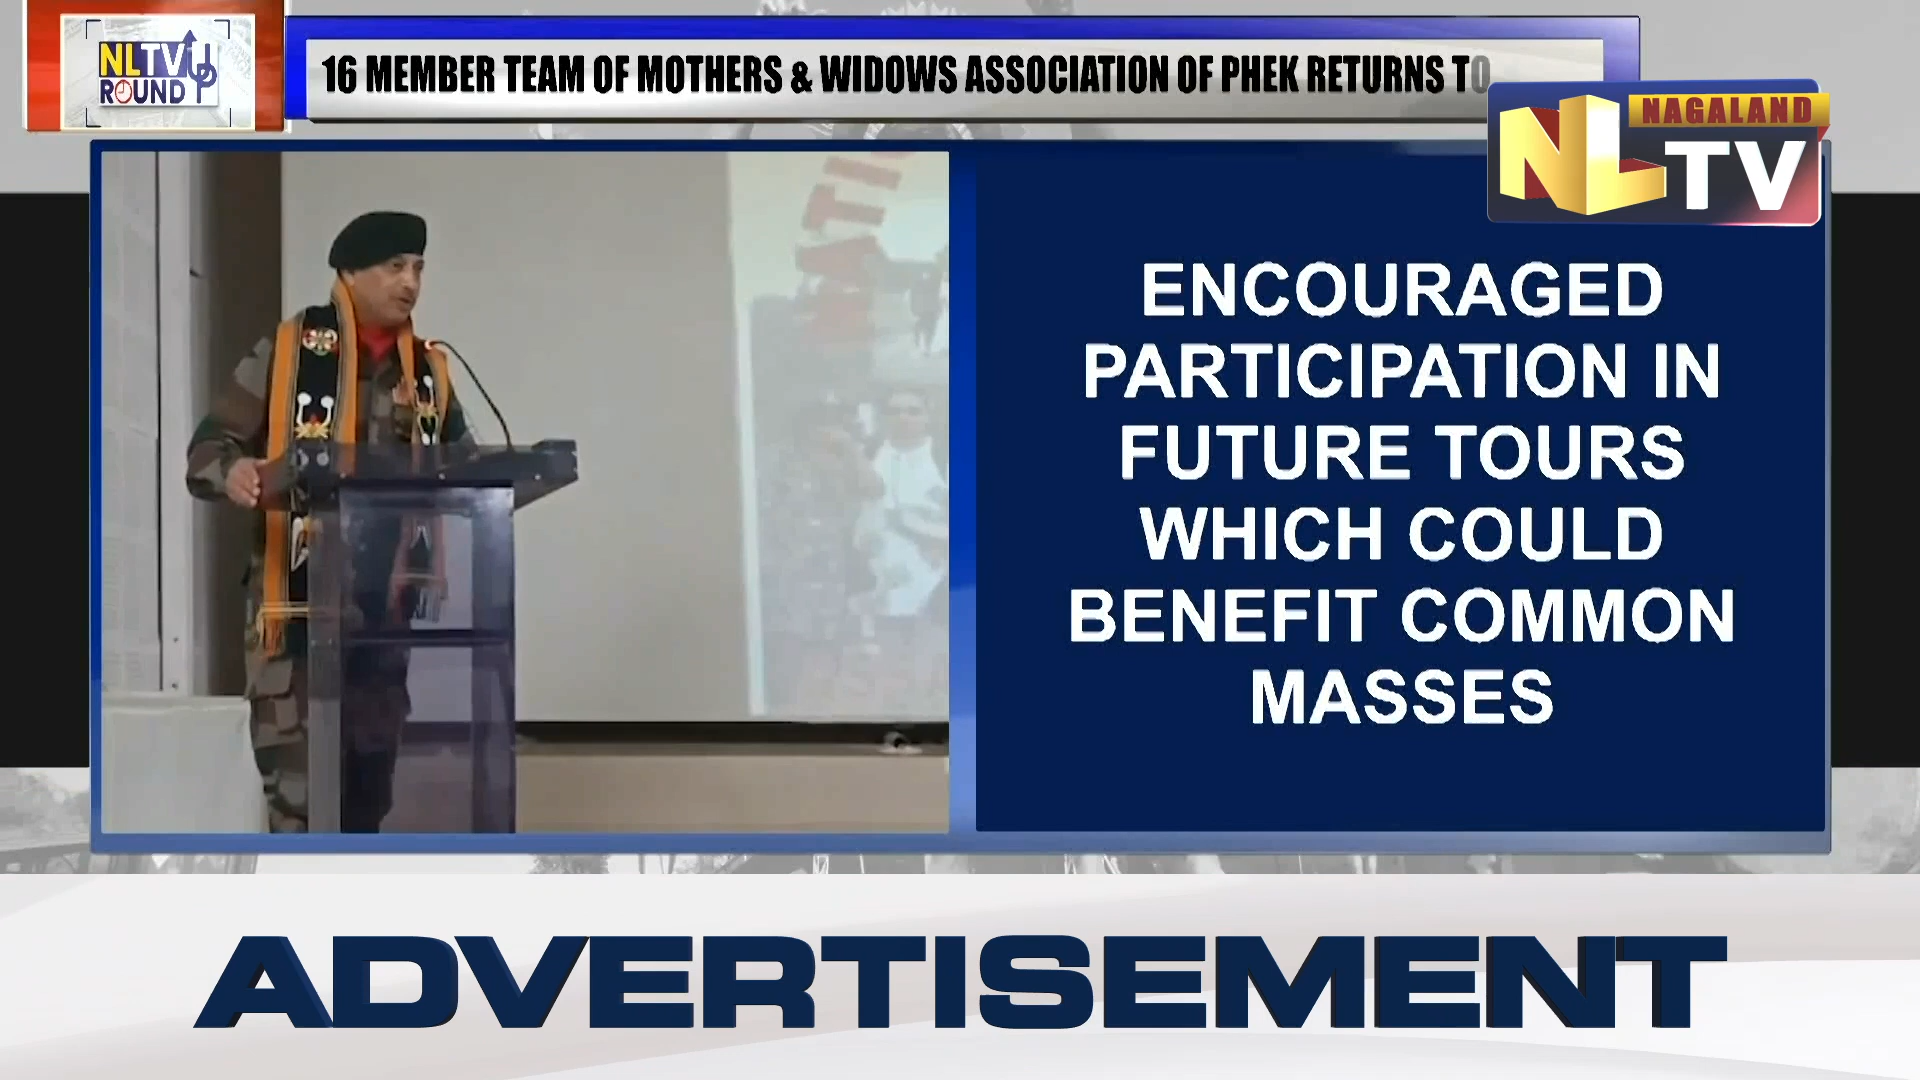 NLTV UP
ROUND
16 MEMBER TEAM OF MOTHERS & WIDOWS ASSOCIATION OF PHEK RETURNS TO
NAGALAND
NLTV
ENCOURAGED
PARTICIPATION IN
FUTURE TOURS
WHICH COULD
BENEFIT COMMON
MASSES
ADVERTISEMENT